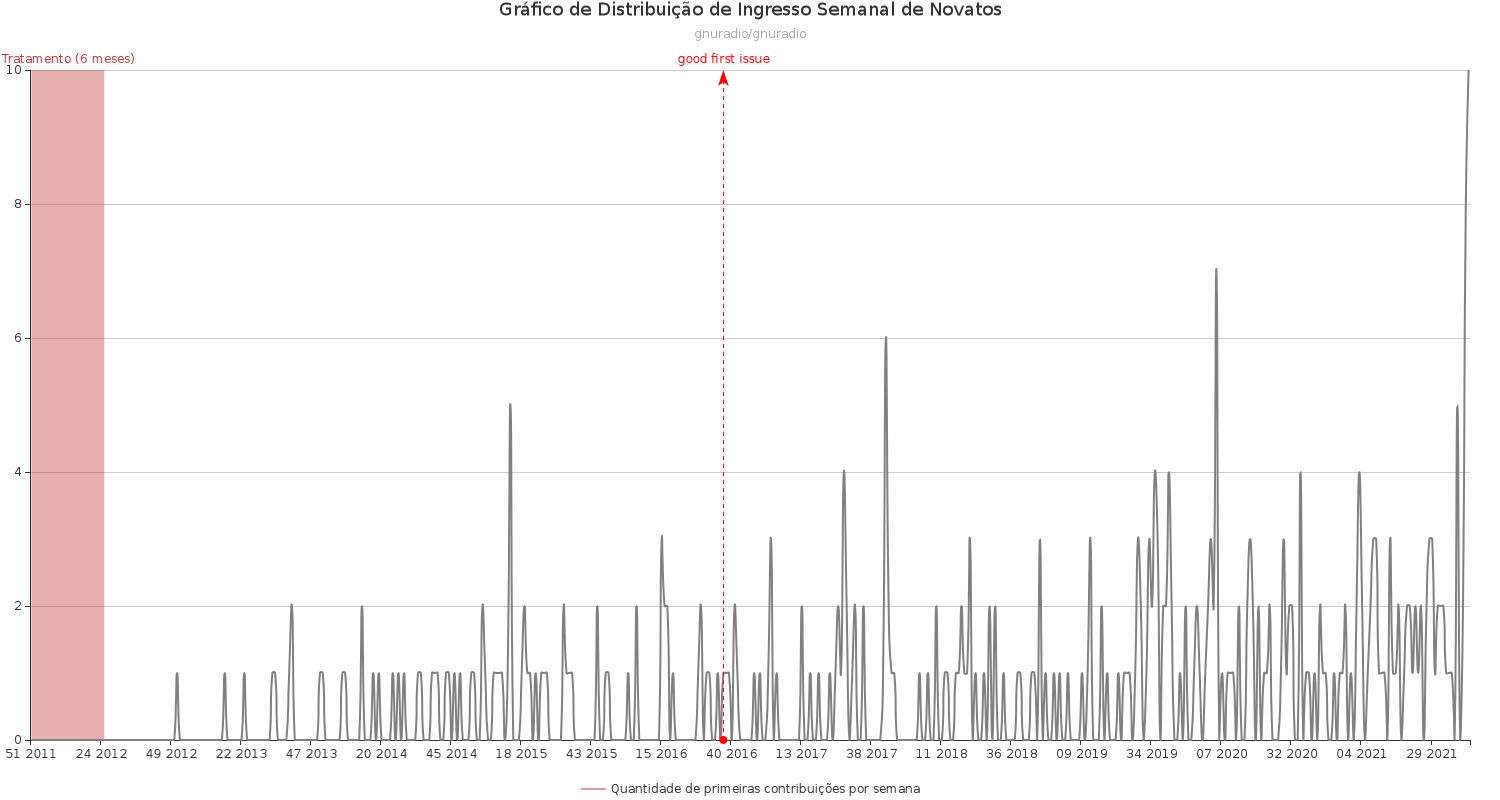 Gráfico de Distribuição de Ingresso Semanal de Novatos
gnuradio/gnuradio
Tratamento (6 meses)
good first issue
10
8
6
4
2
0
51 2011 24 2012 49 2012 22 2013 47 2013 20 2014 45 2014 18 2015 43 2015 15 2016 40 2016 13 2017 38 2017 11 2018 36 2018 09 2019 34 2019 07 2020 32 2020 04 2021 29 2021
Quantidade de primeiras contribuições por semana